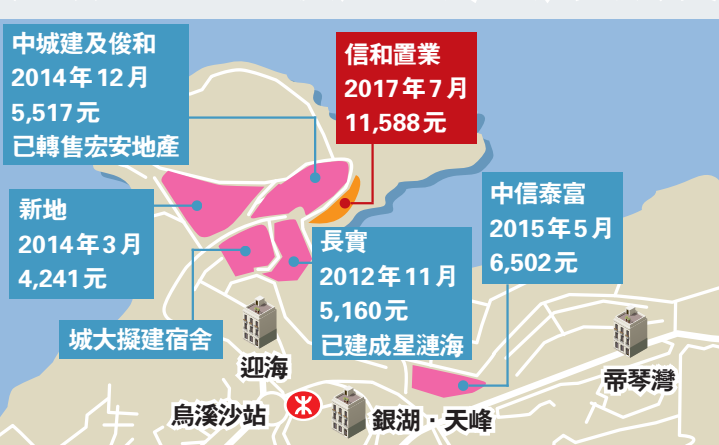 中城建及俊和
2014年12月
5,517元
已轉售宏安地產
信和置業
2017年7月
11,588元
新地
2014年3月
4,241元
長實
2012年11月
5,160元
已建成星漣海
中信泰富
2015年5月
6,502元
城大擬建宿舍
迎海
帝琴灣
烏溪沙站
銀湖．天峰